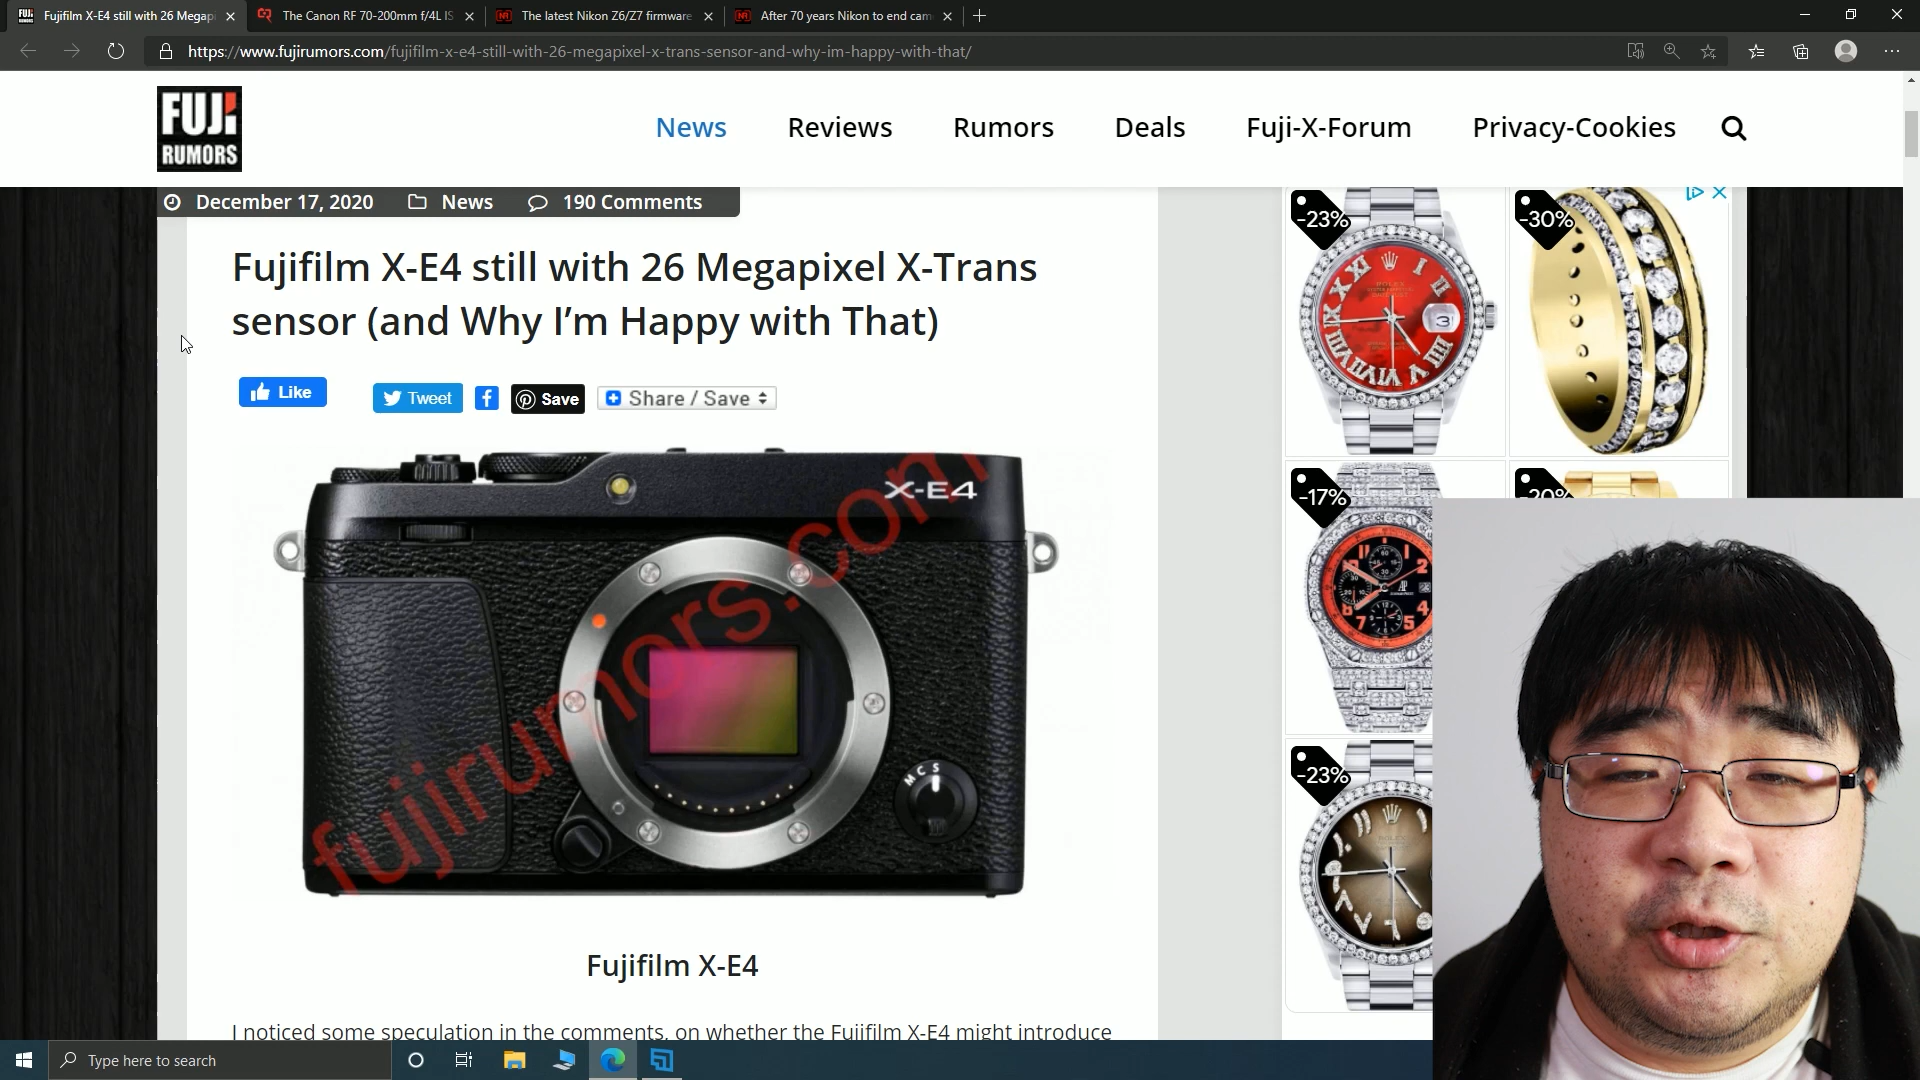 Fujifilm X-E4 still with 26 Megap
The Canon RF 70-200mm f/4L IS
The latest Nikon Z6/Z7 firmware
After 70 years Nikon to end cam
https://www.fujirumors.com/fujifilm-x-e4-still-with-26-megapixel-x-trans-sensor-and-why-im-happy-with-that/
FUJi
RUMORS
News
Reviews
Rumors
Deals
Fuji-X-Forum
Privacy-Cookies
December 17, 2020
News
190 Comments
Fujifilm X-E4 still with 26 Megapixel X-Trans
sensor (and Why I'm Happy with That)
Like
Tweet
Save
Share / Save
X-E4
fujirumors.com
M C S
Fujifilm X-E4
I noticed some speculation in the comments, on whether the Fujifilm X-E4 might introduce
-23%
-30%
-17%
-20%
-23%
Type here to search